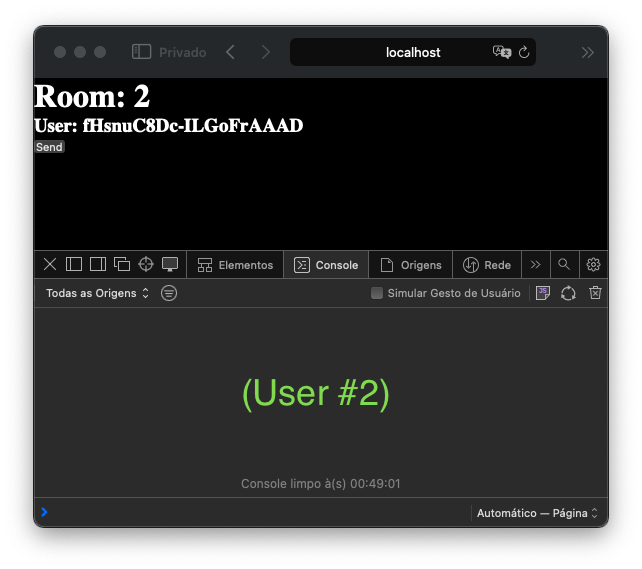 Privado
localhost
Room: 2
User: fHsnuC8Dc-ILGoFrAAAD
Send
Elementos
Console
Origens
Rede
Todas as Origens
Simular Gesto de Usuário
JS
(User #2)
Console limpo à(s) 00:49:01
Automático — Página